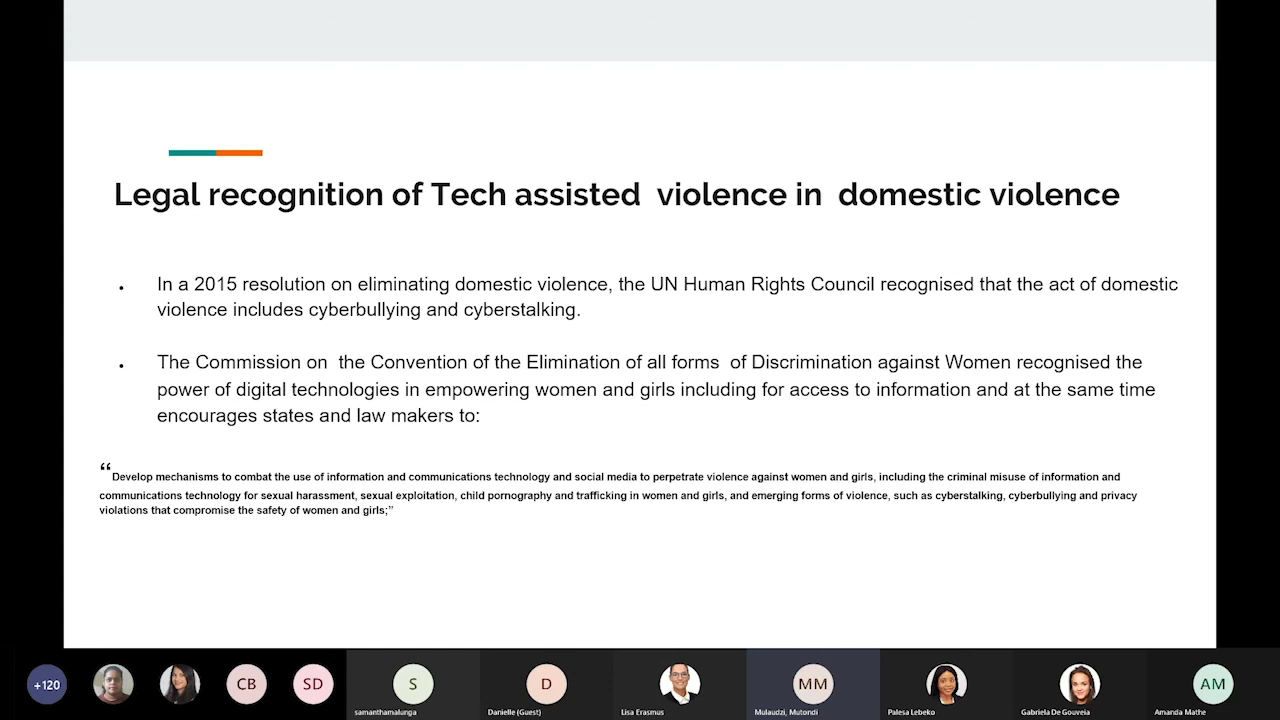 Legal recognition of Tech assisted violence in domestic violence
• In a 2015 resolution on eliminating domestic violence, the UN Human Rights Council recognised that the act of domestic
violence includes cyberbullying and cyberstalking.
• The Commission on the Convention of the Elimination of all forms of Discrimination against Women recognised the
power of digital technologies in empowering women and girls including for access to information and at the same time
encourages states and law makers to:
“Develop mechanisms to combat the use of information and communications technology and social media to perpetrate violence against women and girls, including the criminal misuse of information and
communications technology for sexual harassment, sexual exploitation, child pornography and trafficking in women and girls, and emerging forms of violence, such as cyberstalking, cyberbullying and privacy
violations that compromise the safety of women and girls;”
+120 CB SD S D MM AM
samanthamalunga Danielle (Guest) Lisa Erasmus Mulaudzi, Mutondi Palesa Lebeko Gabriela De Gouveia Amanda Mathe